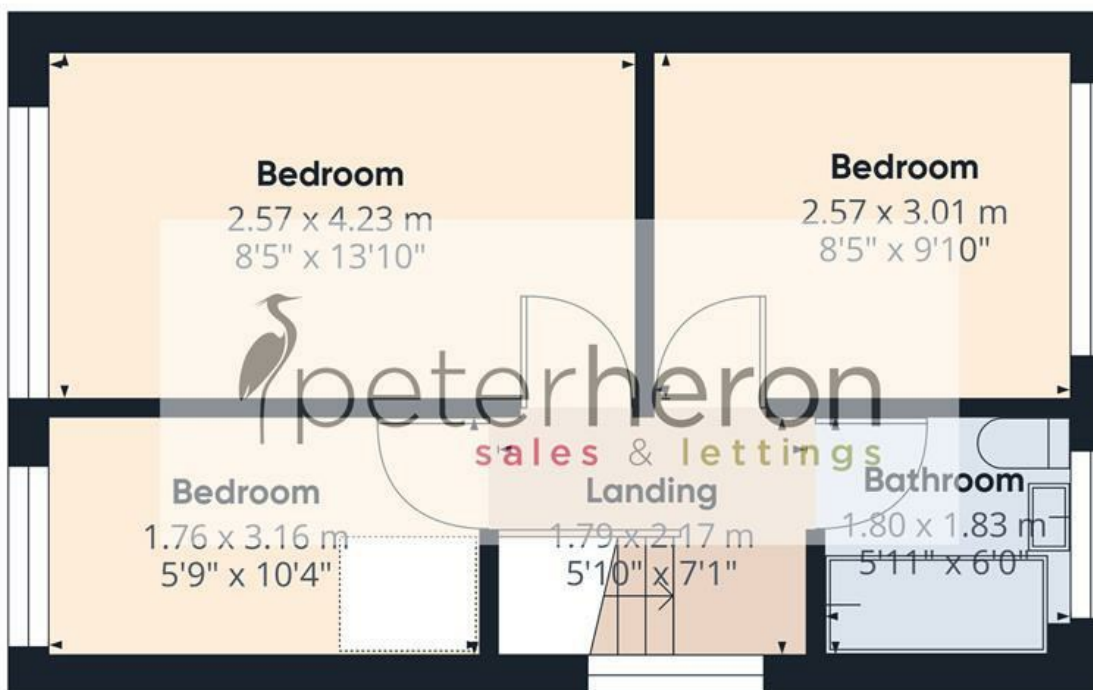 Bedroom
2.57 x 4.23 m
8'5" x 13'10"
Bedroom
2.57 x 3.01 m
8'5" x 9'10"
peterheron
sales & lettings
Bedroom
1.76 x 3.16 m
5'9" x 10'4"
Landing
1.79 x 2.17 m
5'10" x 7'1"
Bathroom
1.80 x 1.83 m
5'11" x 6'0"